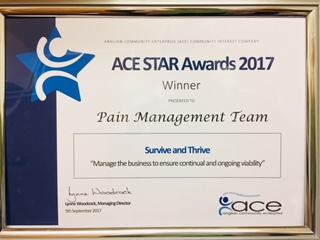 ANGLIAN COMMUNITY ENTERPRISE (ACE) COMMUNITY INTEREST COMPANY
ACE STAR Awards 2017
Winner
PRESENTED TO
Pain Management Team
Survive and Thrive
"Manage the business to ensure continual and ongoing viability"
Lynne Woodcock
Lynne Woodcock, Managing Director
5th September 2017
ace
anglian community enterprise